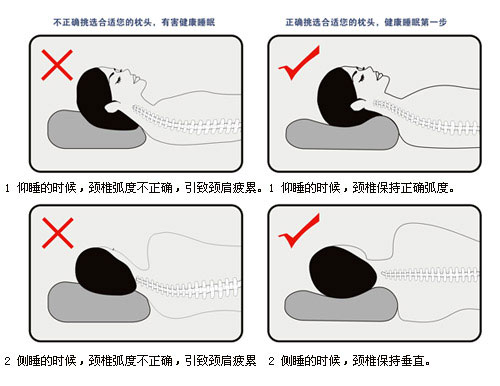 不正确挑选合适您的枕头，有害健康睡眠
正确挑选合适您的枕头，健康睡眠第一步
1 仰睡的时候，颈椎弧度不正确，引致颈肩疲累。
1 仰睡的时候，颈椎保持正确弧度。
2 侧睡的时候，颈椎弧度不正确，引致颈肩疲累
2 侧睡的时候，颈椎保持垂直。